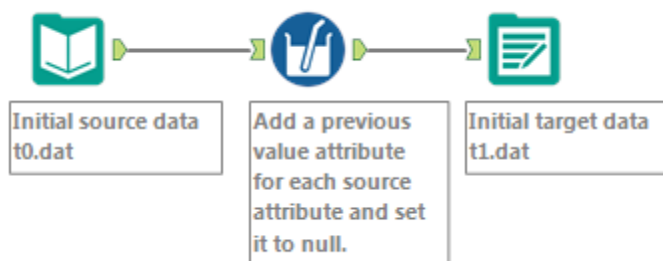 Initial source data
t0.dat
Add a previous
value attribute
for each source
attribute and set
it to null.
Initial target data
t1.dat